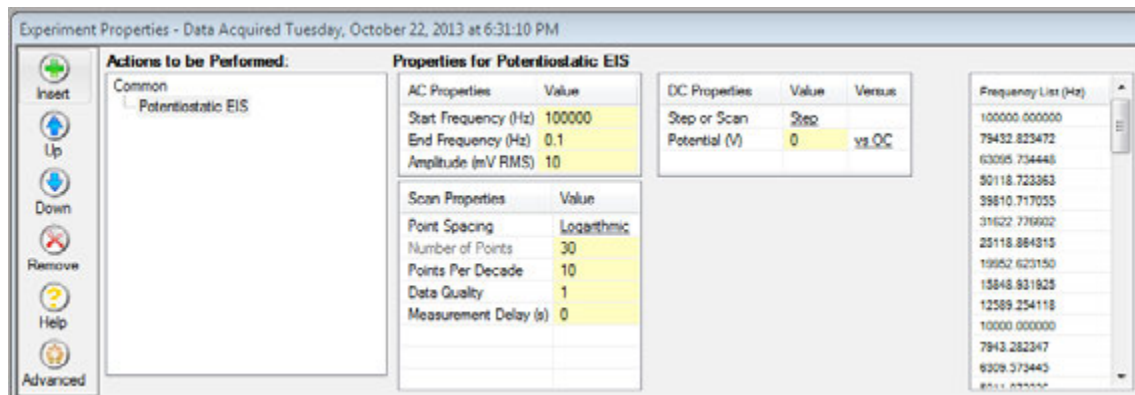 Experiment Properties - Data Acquired Tuesday, October 22, 2013 at 6:31:10 PM
Insert
Up
Down
Remove
Help
Advanced
Actions to be Performed:
Common
Potentiostatic EIS
Properties for Potentiostatic EIS
AC Properties Value
Start Frequency (Hz) 100000
End Frequency (Hz) 0.1
Amplitude (mV RMS) 10
Scan Properties Value
Point Spacing Logarithmic
Number of Points 30
Points Per Decade 10
Data Quality 1
Measurement Delay (s) 0
DC Properties Value Versus
Step or Scan Step
Potential (V) 0 vs OC
Frequency List (Hz)
100000.000000
79432.823472
63095.734448
50118.723363
39810.717055
31622.776602
25118.864315
19952.623150
15848.931925
12589.254118
10000.000000
7943.282347
6309.573445